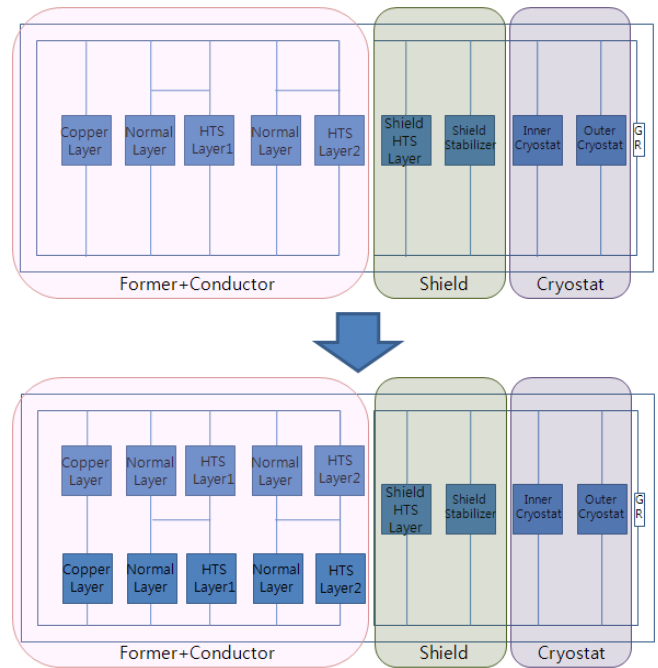 Copper
Layer
Normal
Layer
HTS
Layer1
Normal
Layer
HTS
Layer2
Shield
HTS
Layer
Shield
Stabilizer
Inner
Cryostat
Outer
Cryostat
G
R
Former+Conductor
Shield
Cryostat
Copper
Layer
Normal
Layer
HTS
Layer1
Normal
Layer
HTS
Layer2
Shield
HTS
Layer
Shield
Stabilizer
Inner
Cryostat
Outer
Cryostat
G
R
Copper
Layer
Normal
Layer
HTS
Layer1
Normal
Layer
HTS
Layer2
Former+Conductor
Shield
Cryostat